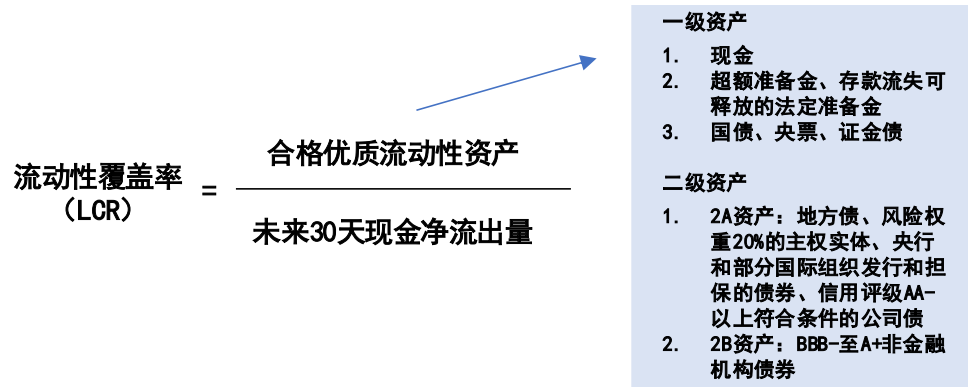 流动性覆盖率
（LCR）
=
合格优质流动性资产
未来30天现金净流出量
一级资产
1. 现金
2. 超额准备金、存款流失可
释放的法定准备金
3. 国债、央票、证金债
二级资产
1. 2A资产：地方债、风险权
重20%的主权实体、央行
和部分国际组织发行和担
保的债券、信用评级AA-
以上符合条件的公司债
2. 2B资产：BBB-至A+非金融
机构债券